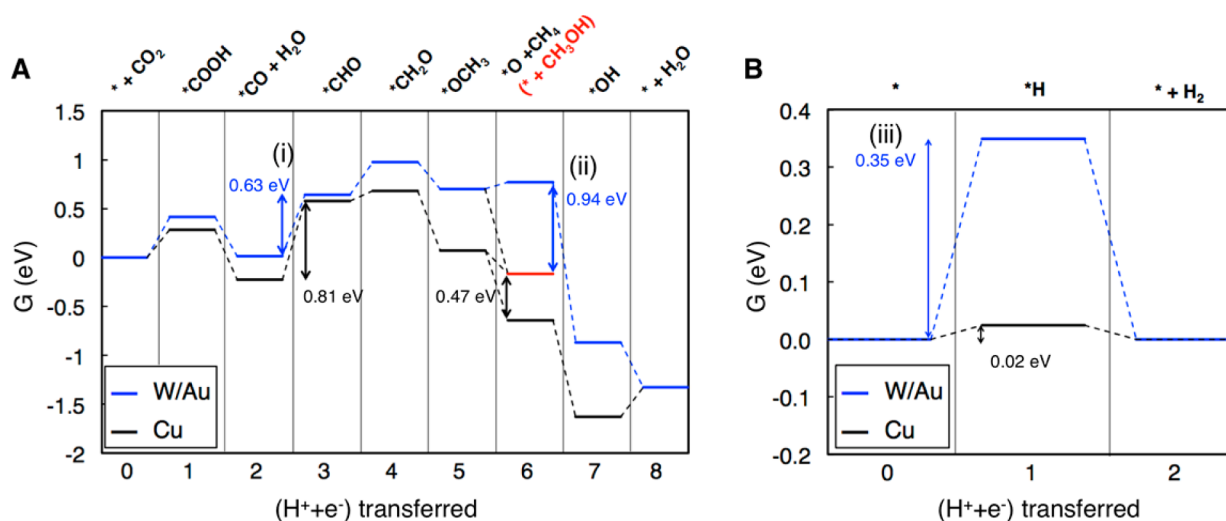 A
* + CO₂
*COOH
*CO + H₂O
*CHO
*CH₂O
*OCH₃
*O +CH₄
(* + CH₃OH)
*OH
* + H₂O
G (eV)
1.5
1
0.5
0
-0.5
-1
-1.5
-2
(i)
0.63 eV
0.81 eV
(ii)
0.94 eV
0.47 eV
W/Au
Cu
0 1 2 3 4 5 6 7 8
(H⁺+e⁻) transferred
B
* *H * + H₂
G (eV)
0.4
0.3
0.2
0.1
0.0
-0.1
-0.2
(iii)
0.35 eV
0.02 eV
W/Au
Cu
0 1 2
(H⁺+e⁻) transferred